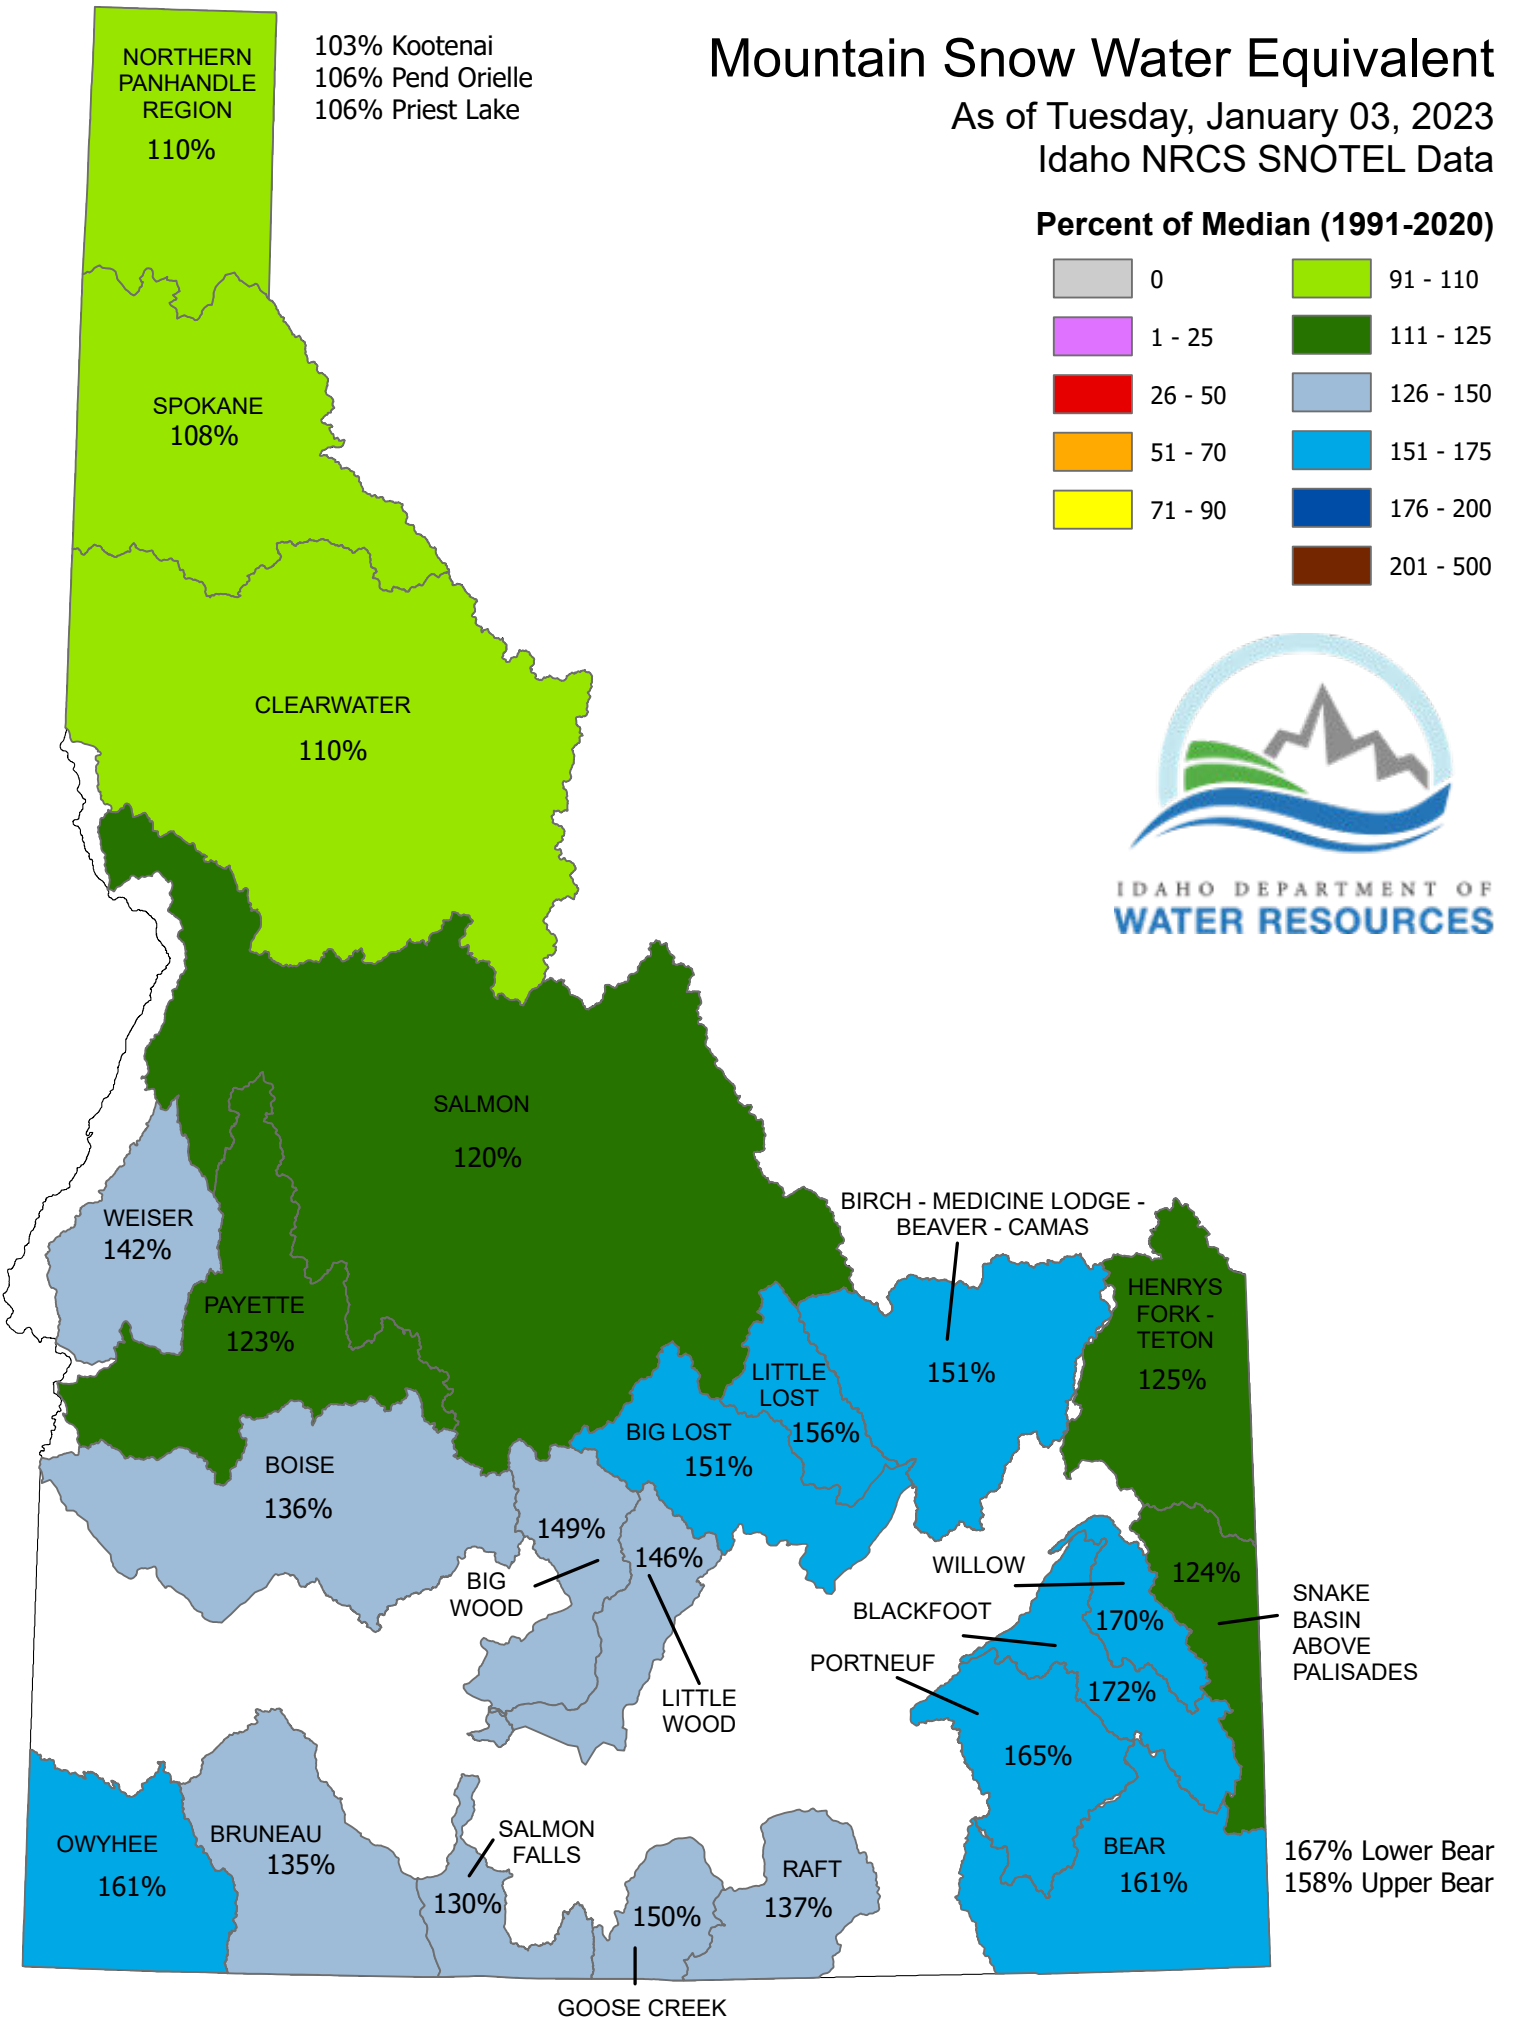 Mountain Snow Water Equivalent
As of Tuesday, January 03, 2023
Idaho NRCS SNOTEL Data
Percent of Median (1991-2020)
0
1 - 25
26 - 50
51 - 70
71 - 90
91 - 110
111 - 125
126 - 150
151 - 175
176 - 200
201 - 500
IDAHO DEPARTMENT OF
WATER RESOURCES
NORTHERN
PANHANDLE
REGION
110%
103% Kootenai
106% Pend Orielle
106% Priest Lake
SPOKANE
108%
CLEARWATER
110%
SALMON
120%
WEISER
142%
PAYETTE
123%
BIRCH - MEDICINE LODGE -
BEAVER - CAMAS
151%
HENRYS
FORK -
TETON
125%
LITTLE
LOST
156%
BIG LOST
151%
BOISE
136%
149%
BIG
WOOD
146%
LITTLE
WOOD
WILLOW
170%
BLACKFOOT
172%
PORTNEUF
165%
124%
SNAKE
BASIN
ABOVE
PALISADES
OWYHEE
161%
BRUNEAU
135%
SALMON
FALLS
130%
150%
GOOSE CREEK
RAFT
137%
BEAR
161%
167% Lower Bear
158% Upper Bear